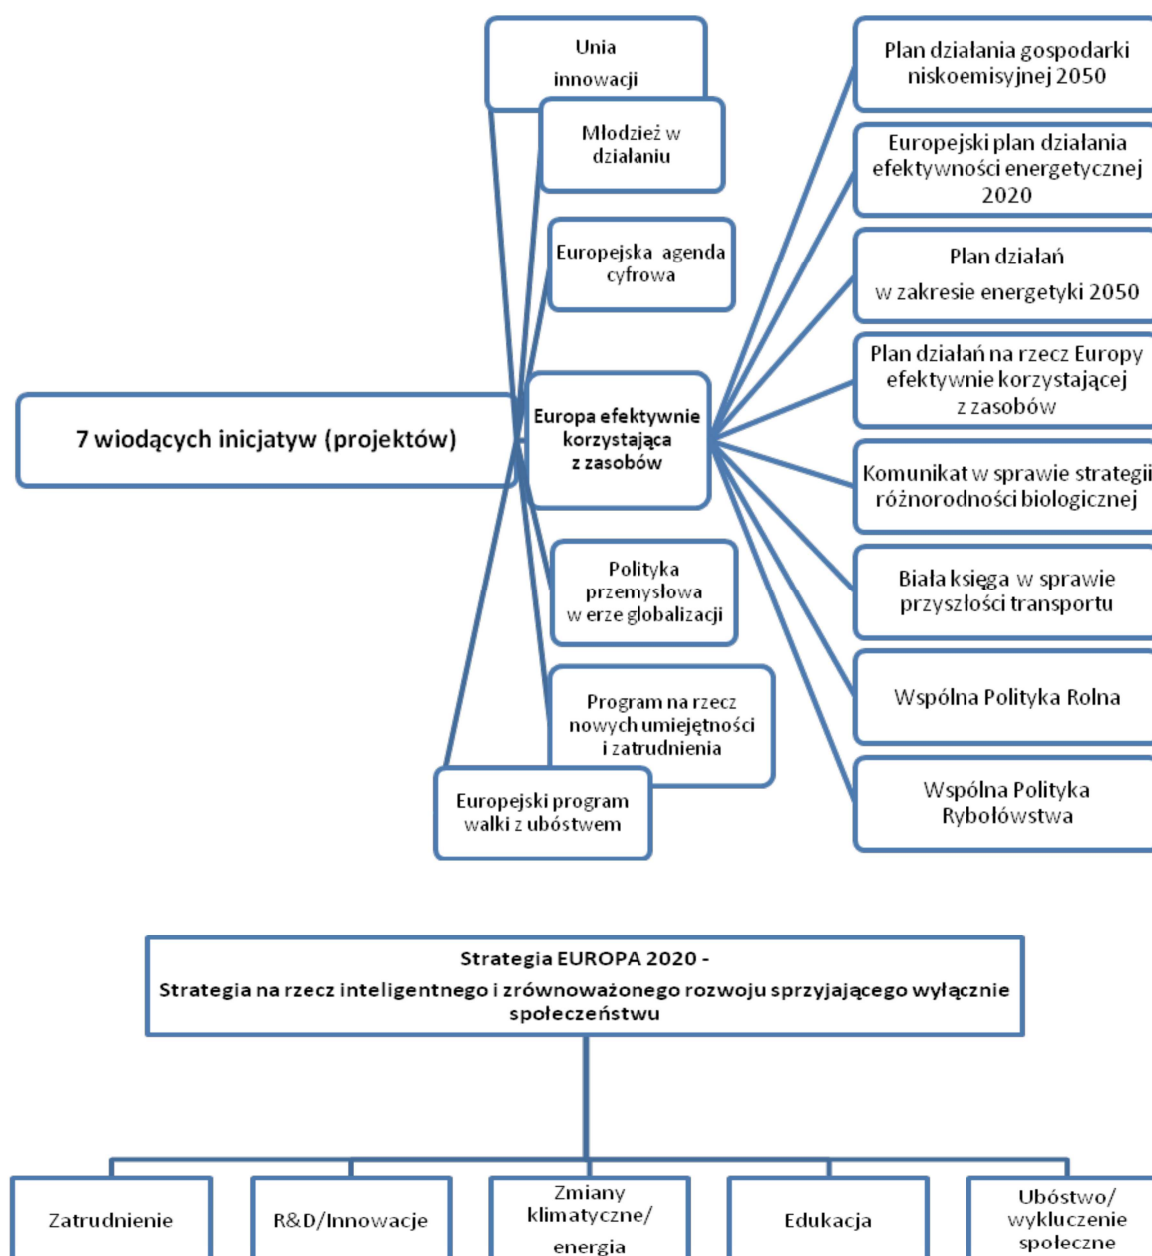 Unia
innowacji
Młodzież w
działaniu
Europejska agenda
cyfrowa
7 wiodących inicjatyw (projektów)
Europa efektywnie
korzystająca
z zasobów
Polityka
przemysłowa
w erze globalizacji
Program na rzecz
nowych umiejętności
i zatrudnienia
Europejski program
walki z ubóstwem
Plan działania gospodarki
niskoemisyjnej 2050
Europejski plan działania
efektywności energetycznej
2020
Plan działań
w zakresie energetyki 2050
Plan działań na rzecz Europy
efektywnie korzystającej
z zasobów
Komunikat w sprawie strategii
różnorodności biologicznej
Biała księga w sprawie
przyszłości transportu
Wspólna Polityka Rolna
Wspólna Polityka
Rybołówstwa
Strategia EUROPA 2020 -
Strategia na rzecz inteligentnego i zrównoważonego rozwoju sprzyjającego wyłącznie
społeczeństwu
Zatrudnienie
R&D/Innowacje
Zmiany
klimatyczne/
energia
Edukacja
Ubóstwo/
wykluczenie
społeczne